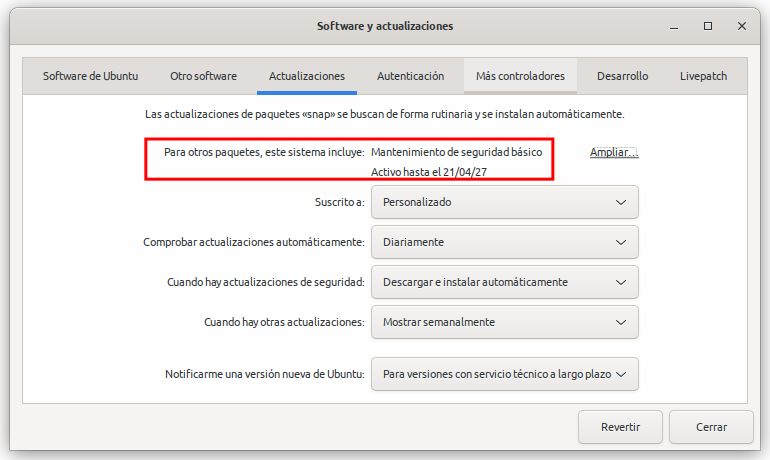 Software y actualizaciones
Software de Ubuntu Otro software Actualizaciones Autenticación Más controladores Desarrollo Livepatch
Las actualizaciones de paquetes «snap» se buscan de forma rutinaria y se instalan automáticamente.
Para otros paquetes, este sistema incluye: Mantenimiento de seguridad básico Ampliar...
Activo hasta el 21/04/27
Suscrito a: Personalizado
Comprobar actualizaciones automáticamente: Diariamente
Cuando hay actualizaciones de seguridad: Descargar e instalar automáticamente
Cuando hay otras actualizaciones: Mostrar semanalmente
Notificarme una versión nueva de Ubuntu: Para versiones con servicio técnico a largo plazo
Revertir Cerrar